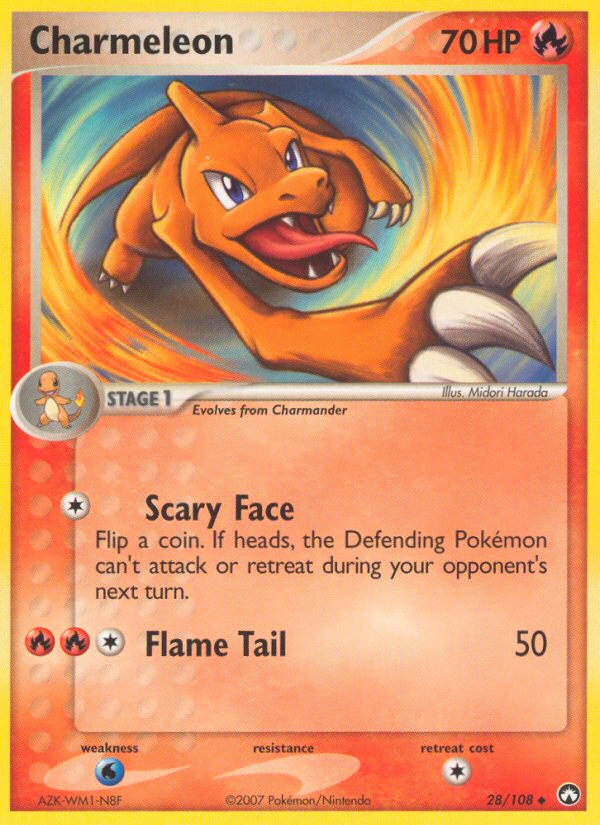 Charmeleon 70 HP
Illus. Midori Harada
STAGE 1
Evolves from Charmander
Scary Face
Flip a coin. If heads, the Defending Pokémon
can't attack or retreat during your opponent's
next turn.
Flame Tail 50
weakness resistance retreat cost
AZK-WM1-N8F ©2007 Pokémon/Nintendo 28/108